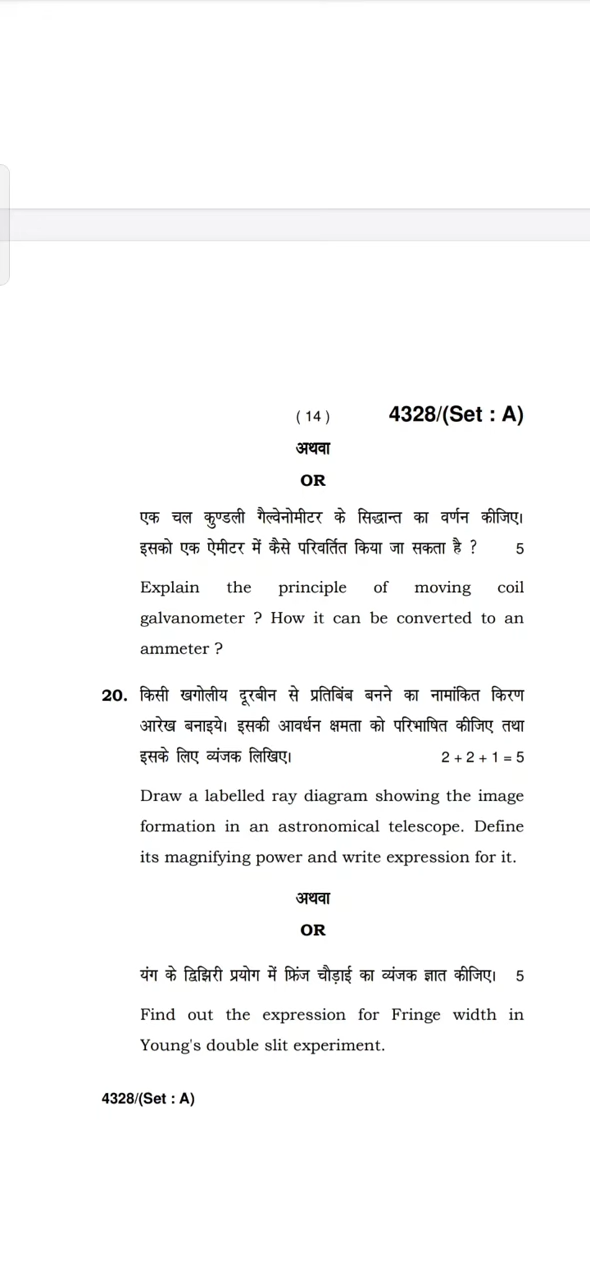 ( 14 ) 4328/(Set : A)
अथवा
OR
एक चल कुण्डली गैल्वेनोमीटर के सिद्धान्त का वर्णन कीजिए।
इसको एक ऐमीटर में कैसे परिवर्तित किया जा सकता है ? 5
Explain the principle of moving coil
galvanometer ? How it can be converted to an
ammeter ?
20. किसी खगोलीय दूरबीन से प्रतिबिंब बनने का नामांकित किरण
आरेख बनाइये। इसकी आवर्धन क्षमता को परिभाषित कीजिए तथा
इसके लिए व्यंजक लिखिए। 2 + 2 + 1 = 5
Draw a labelled ray diagram showing the image
formation in an astronomical telescope. Define
its magnifying power and write expression for it.
अथवा
OR
यंग के द्विझिरी प्रयोग में फ्रिंज चौड़ाई का व्यंजक ज्ञात कीजिए। 5
Find out the expression for Fringe width in
Young's double slit experiment.
4328/(Set : A)